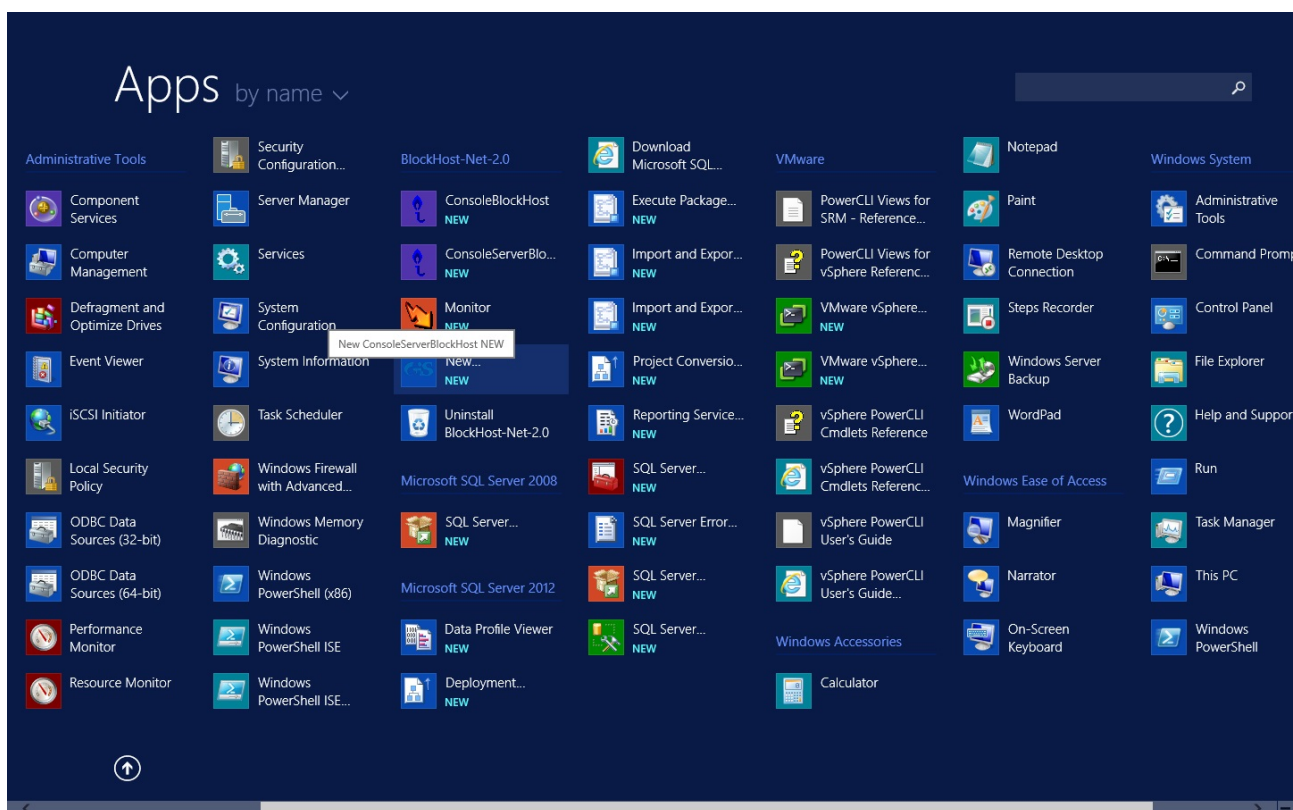 Apps by name
Administrative Tools
Component
Services
Computer
Management
Defragment and
Optimize Drives
Event Viewer
iSCSI Initiator
Local Security
Policy
ODBC Data
Sources (32-bit)
ODBC Data
Sources (64-bit)
Performance
Monitor
Resource Monitor
Security
Configuration...
Server Manager
Services
System
Configuration
System Information
Task Scheduler
Windows Firewall
with Advanced...
Windows Memory
Diagnostic
Windows
PowerShell (x86)
Windows
PowerShell ISE
Windows
PowerShell ISE...
BlockHost-Net-2.0
ConsoleBlockHost
NEW
ConsoleServerBlo...
NEW
Monitor
NEW
New ConsoleServerBlockHost NEW
New...
NEW
Uninstall
BlockHost-Net-2.0
Microsoft SQL Server 2008
SQL Server...
NEW
Microsoft SQL Server 2012
Data Profile Viewer
NEW
Deployment...
NEW
Download
Microsoft SQL...
Execute Package...
NEW
Import and Expor...
NEW
Import and Expor...
NEW
Project Conversio...
NEW
Reporting Service...
NEW
SQL Server...
NEW
SQL Server Error...
NEW
SQL Server...
NEW
SQL Server...
NEW
VMware
PowerCLI Views for
SRM - Reference...
PowerCLI Views for
vSphere Referenc...
VMware vSphere...
NEW
VMware vSphere...
NEW
vSphere PowerCLI
Cmdlets Reference
vSphere PowerCLI
Cmdlets Referenc...
vSphere PowerCLI
User's Guide
vSphere PowerCLI
User's Guide...
Windows Accessories
Calculator
Notepad
Paint
Remote Desktop
Connection
Steps Recorder
Windows Server
Backup
WordPad
Windows Ease of Access
Magnifier
Narrator
On-Screen
Keyboard
Windows System
Administrative
Tools
Command Promp
Control Panel
File Explorer
Help and Suppor
Run
Task Manager
This PC
Windows
PowerShell